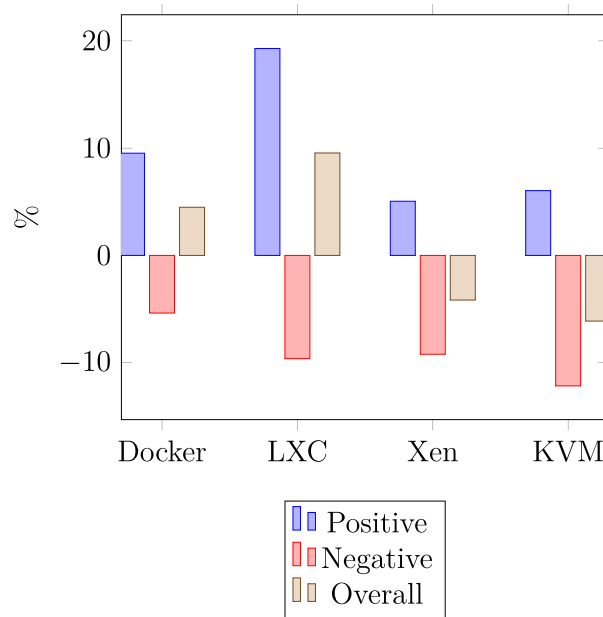 20
10
0
−10
%
Docker LXC Xen KVM
Positive
Negative
Overall